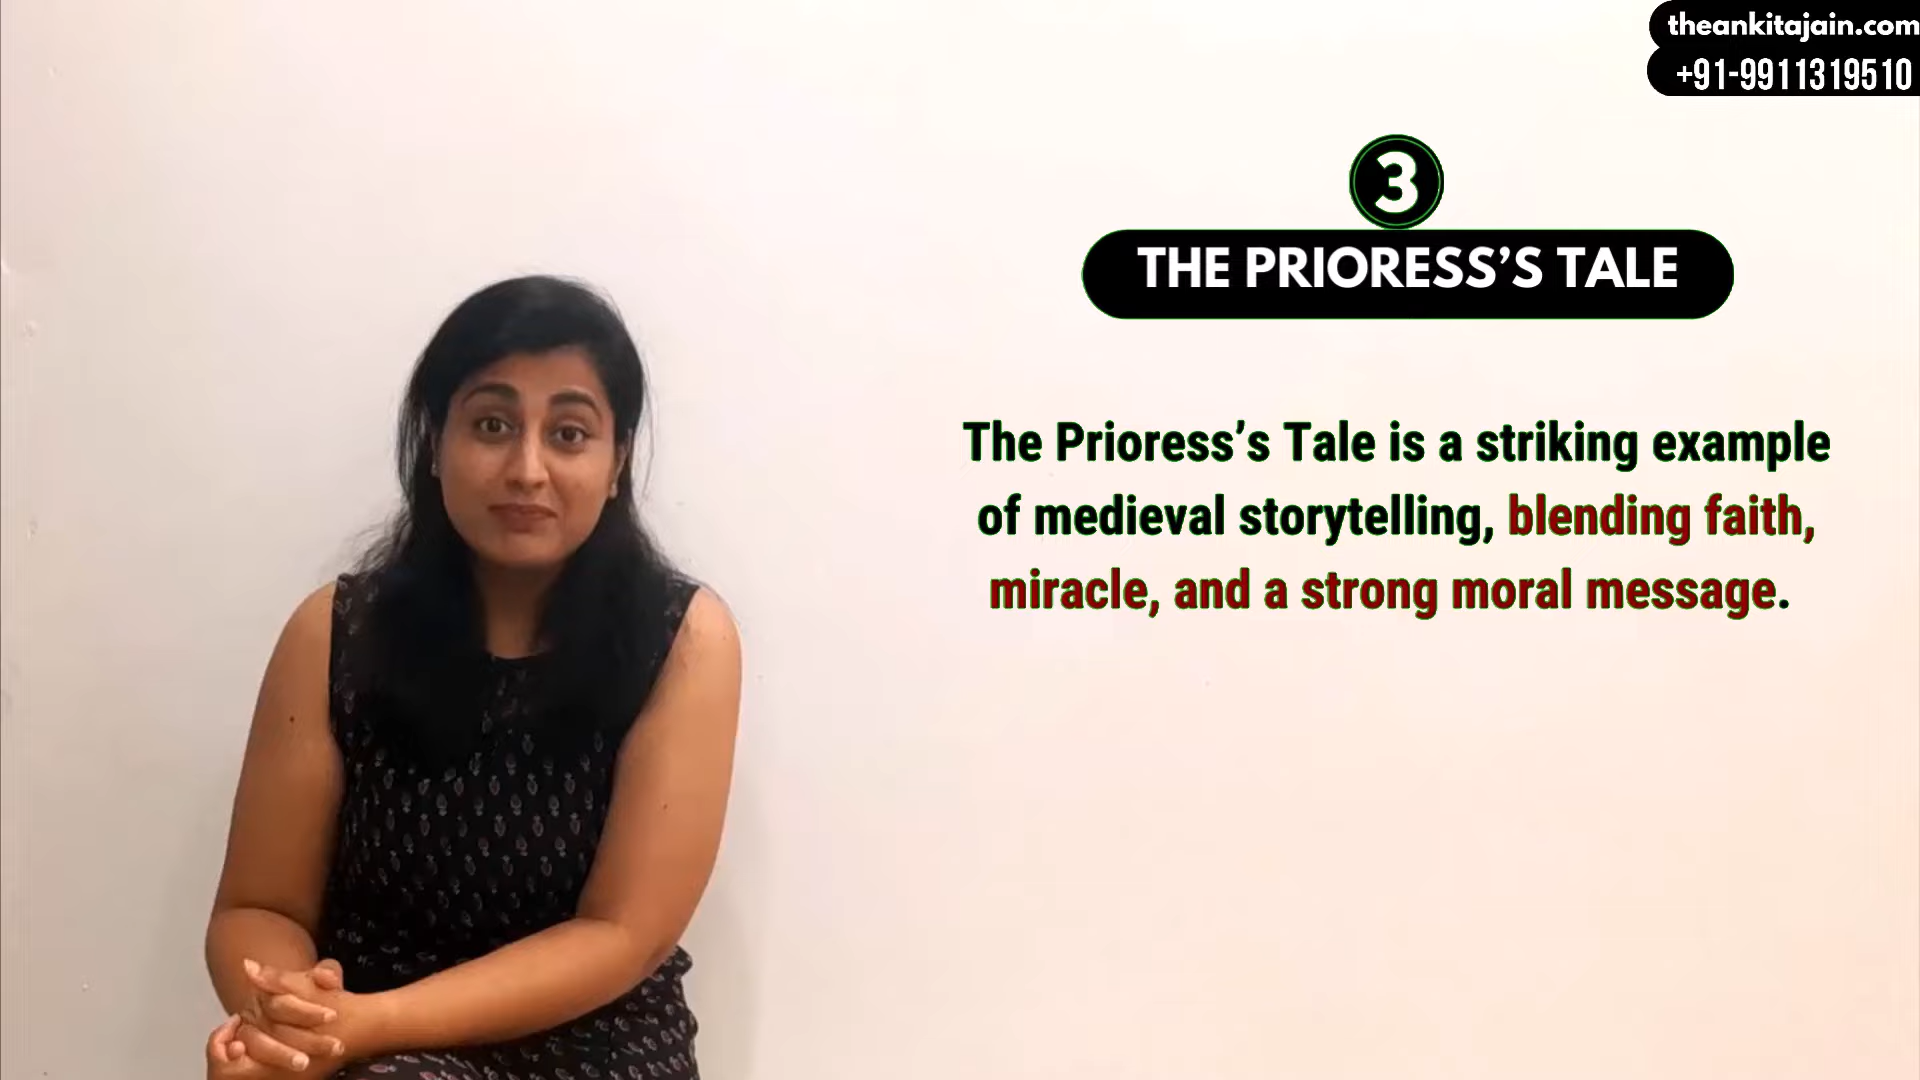 theankitajain.com
+91-9911319510
3
THE PRIORESS’S TALE
The Prioress’s Tale is a striking example
of medieval storytelling, blending faith,
miracle, and a strong moral message.